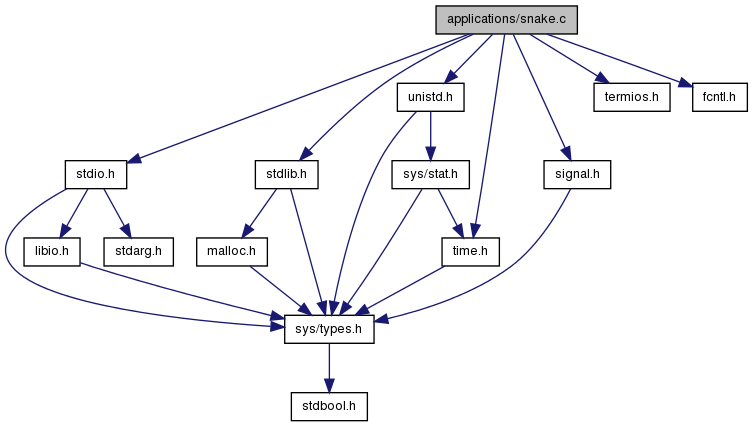 applications/snake.c
unistd.h
termios.h
fcntl.h
stdio.h
stdlib.h
sys/stat.h
signal.h
libio.h
stdarg.h
malloc.h
time.h
sys/types.h
stdbool.h